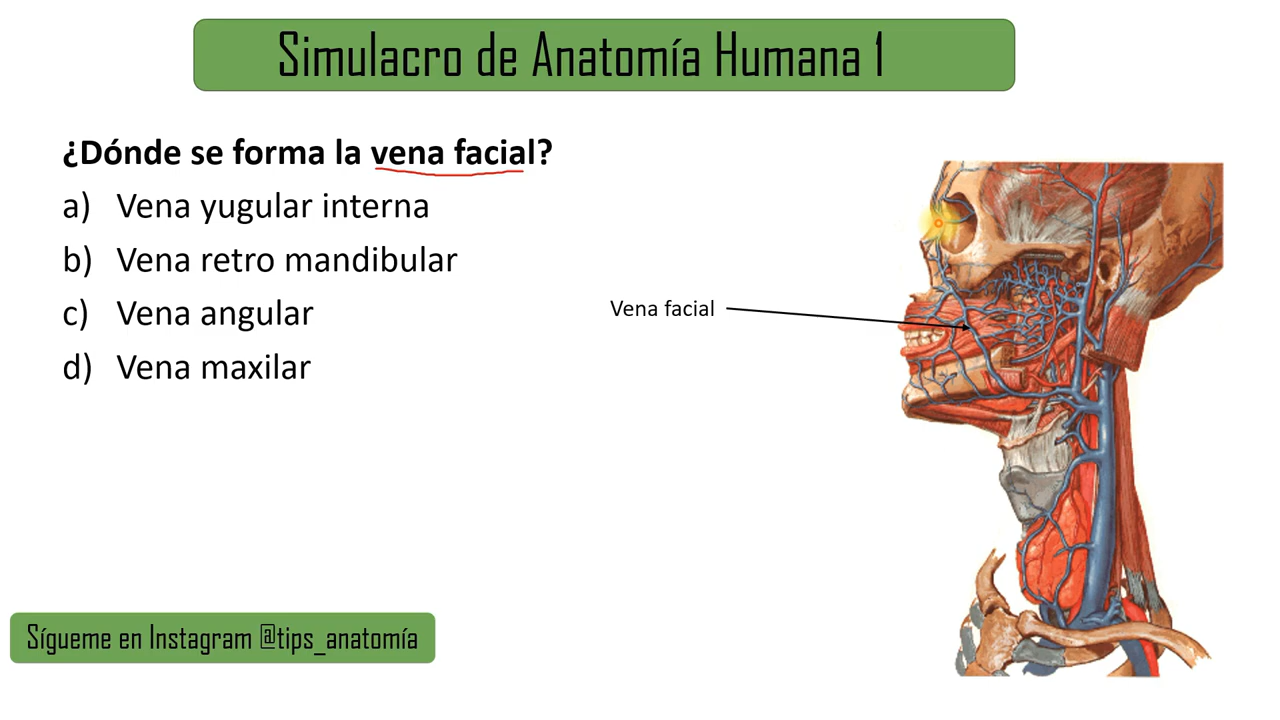 Simulacro de Anatomía Humana 1
¿Dónde se forma la vena facial?
a) Vena yugular interna
b) Vena retro mandibular
c) Vena angular
d) Vena maxilar
Vena facial
Sígueme en Instagram @tips_anatomía